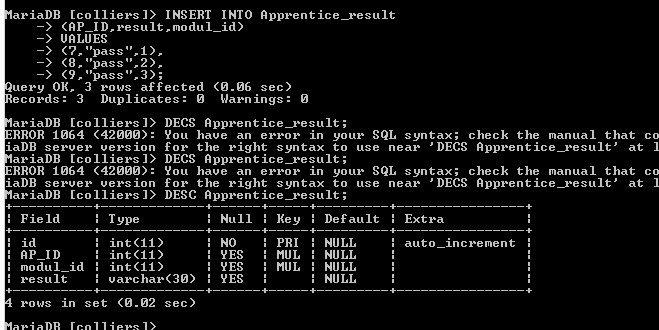 MariaDB [colliers]> INSERT INTO Apprentice_result
    -> (AP_ID,result,modul_id)
    -> VALUES
    -> (7,"pass",1),
    -> (8,"pass",2),
    -> (9,"pass",3);
Query OK, 3 rows affected (0.06 sec)
Records: 3  Duplicates: 0  Warnings: 0
MariaDB [colliers]> DECS Apprentice_result;
ERROR 1064 (42000): You have an error in your SQL syntax; check the manual that co
iaDB server version for the right syntax to use near 'DECS Apprentice_result' at l
MariaDB [colliers]> DECS Apprentice_result;
ERROR 1064 (42000): You have an error in your SQL syntax; check the manual that co
iaDB server version for the right syntax to use near 'DECS Apprentice_result' at l
MariaDB [colliers]> DESC Apprentice_result;
+----------+-------------+------+-----+---------+----------------+
| Field    | Type        | Null | Key | Default | Extra          |
+----------+-------------+------+-----+---------+----------------+
| id       | int(11)     | NO   | PRI | NULL    | auto_increment |
| AP_ID    | int(11)     | YES  | MUL | NULL    |                |
| modul_id | int(11)     | YES  | MUL | NULL    |                |
| result   | varchar(30) | YES  |     | NULL    |                |
+----------+-------------+------+-----+---------+----------------+
4 rows in set (0.02 sec)
MariaDB [colliers]>